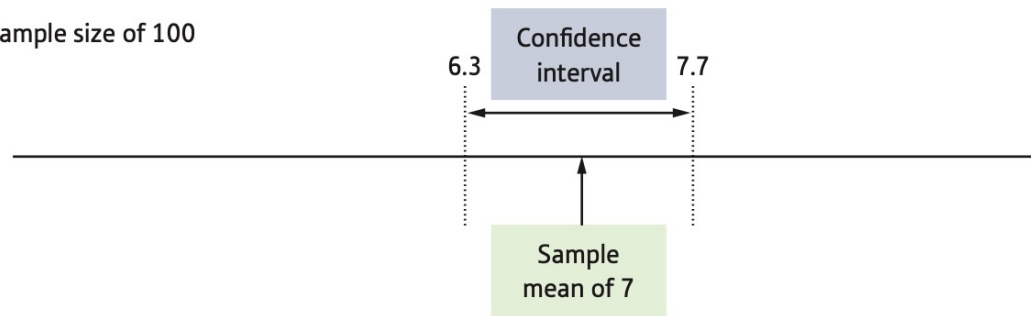 ample size of 100
Confidence
interval
6.3
7.7
Sample
mean of 7